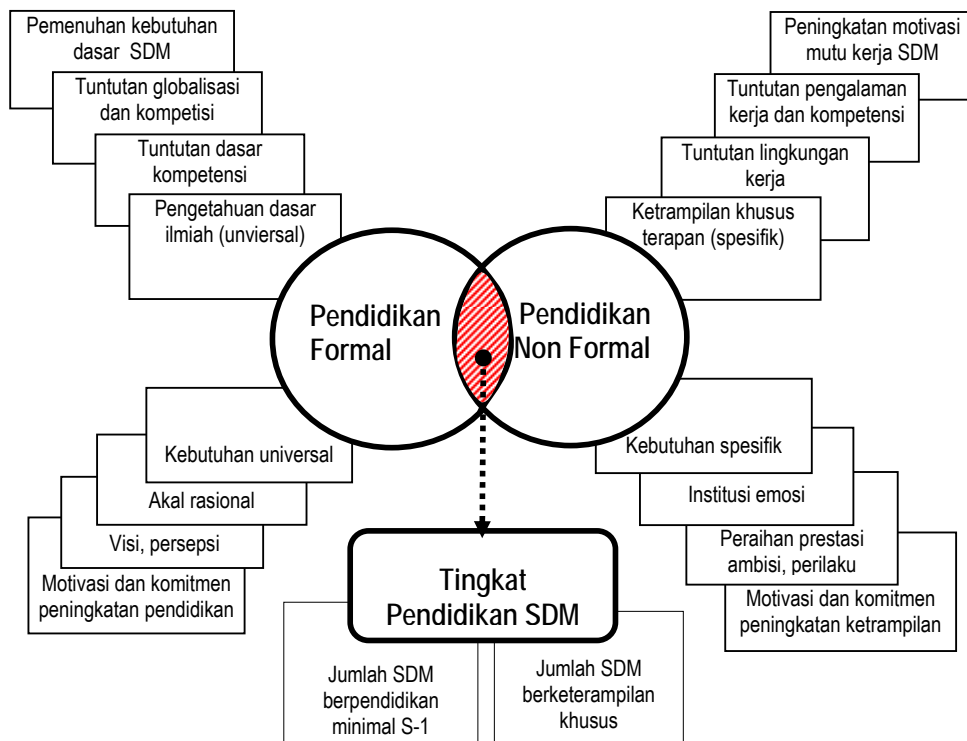 Pemenuhan kebutuhan
dasar SDM
Tuntutan globalisasi
dan kompetisi
Tuntutan dasar
kompetensi
Pengetahuan dasar
ilmiah (unviersal)
Peningkatan motivasi
mutu kerja SDM
Tuntutan pengalaman
kerja dan kompetensi
Tuntutan lingkungan
kerja
Ketrampilan khusus
terapan (spesifik)
Pendidikan
Formal
Pendidikan
Non Formal
Kebutuhan universal
Akal rasional
Visi, persepsi
Motivasi dan komitmen
peningkatan pendidikan
Kebutuhan spesifik
Institusi emosi
Peraihan prestasi
ambisi, perilaku
Motivasi dan komitmen
peningkatan ketrampilan
Tingkat
Pendidikan SDM
Jumlah SDM
berpendidikan
minimal S-1
Jumlah SDM
berketerampilan
khusus